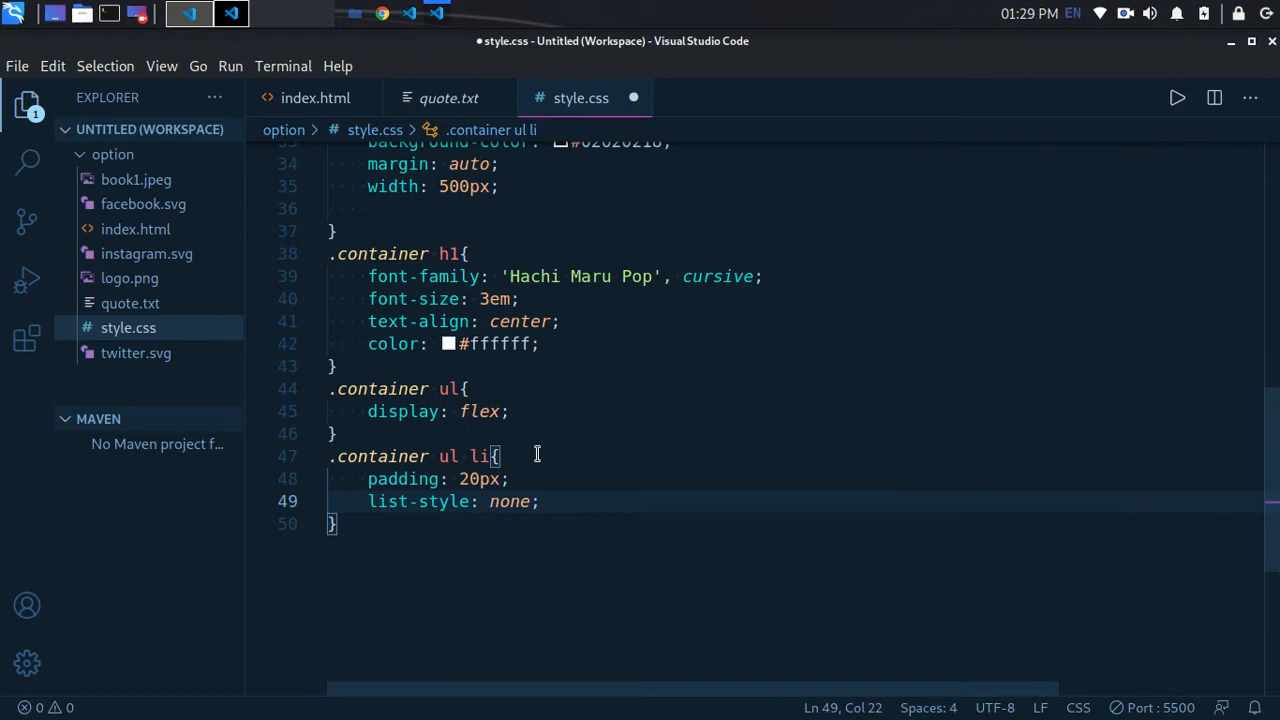 01:29 PM EN
style.css - Untitled (Workspace) - Visual Studio Code
File Edit Selection View Go Run Terminal Help
EXPLORER
index.html
quote.txt
style.css
UNTITLED (WORKSPACE)
option > # style.css > .container ul li
option
book1.jpeg
facebook.svg
index.html
instagram.svg
logo.png
quote.txt
style.css
twitter.svg
MAVEN
No Maven project f...
1
33 background-color: #02020218;
34 margin: auto;
35 width: 500px;
36
37 }
38 .container h1{
39 font-family: 'Hachi Maru Pop', cursive;
40 font-size: 3em;
41 text-align: center;
42 color: #ffffff;
43 }
44 .container ul{
45 display: flex;
46 }
47 .container ul li{
48 padding: 20px;
49 list-style: none;
50 }
0 0 Ln 49, Col 22 Spaces: 4 UTF-8 LF CSS Port : 5500